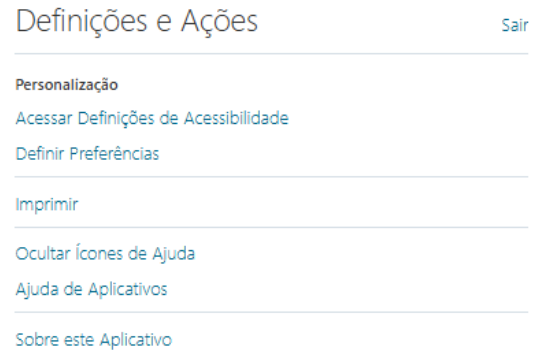 Definições e Ações
Sair
Personalização
Acessar Definições de Acessibilidade
Definir Preferências
Imprimir
Ocultar Ícones de Ajuda
Ajuda de Aplicativos
Sobre este Aplicativo